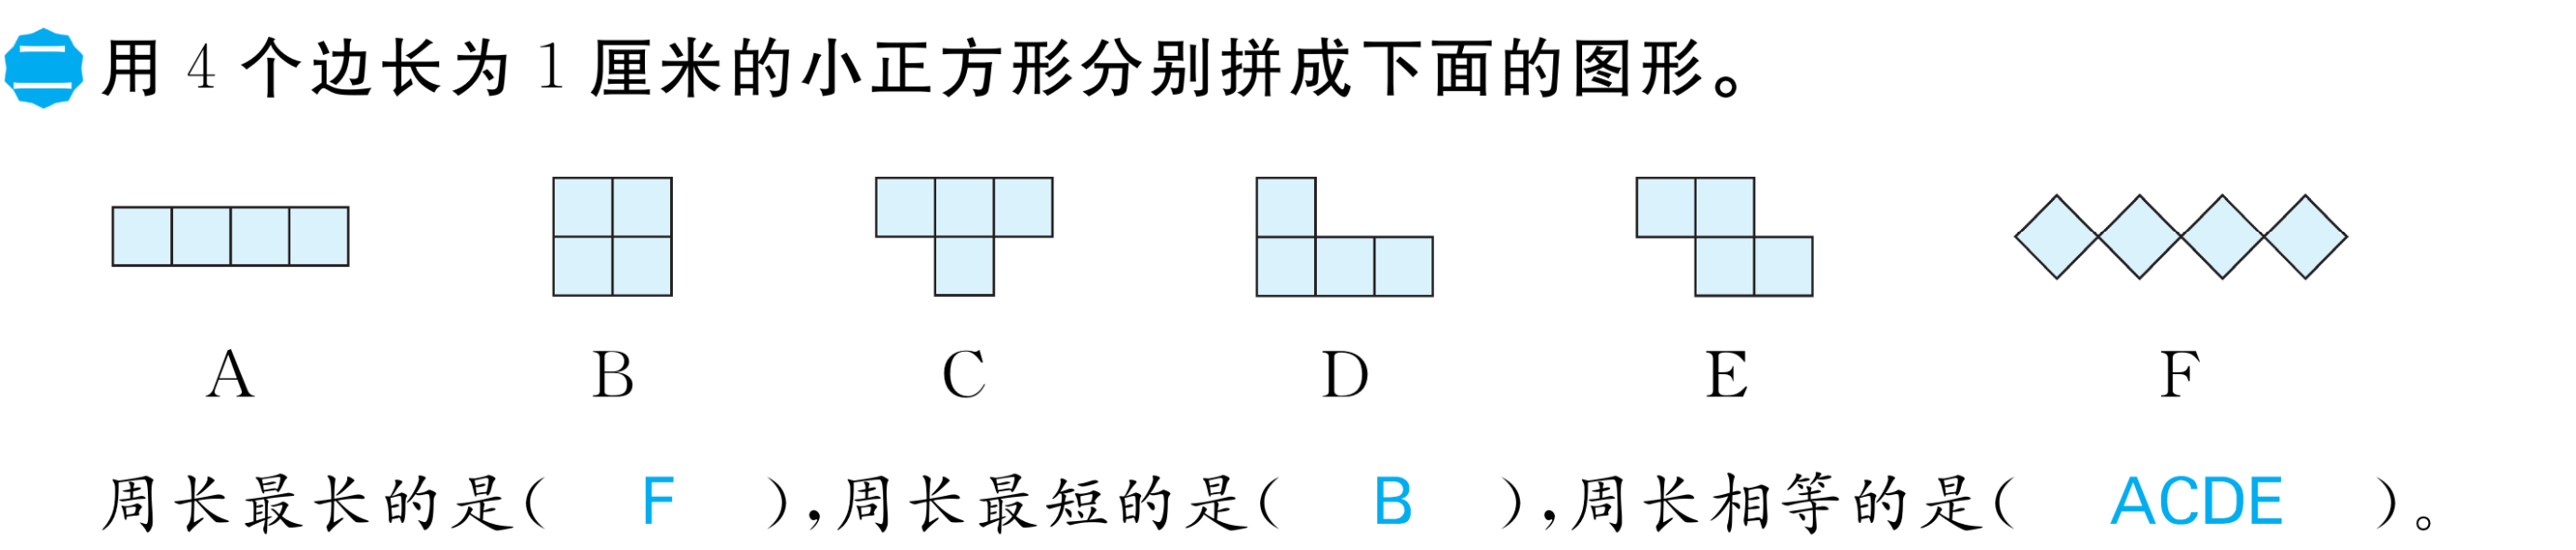 二 用 4 个边长为 1 厘米的小正方形分别拼成下面的图形。
A B C D E F
周长最长的是( F ),周长最短的是( B ),周长相等的是( ACDE )。